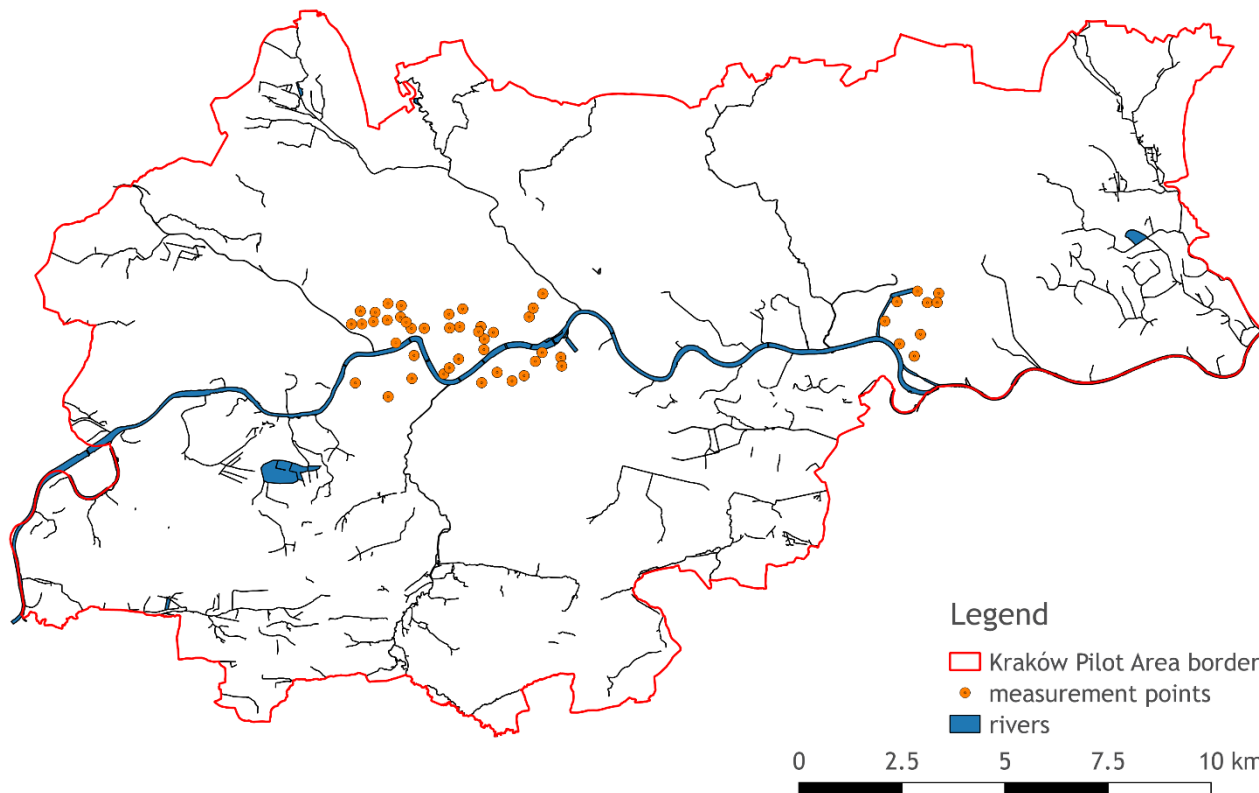 Legend
Kraków Pilot Area border
measurement points
rivers
0 2.5 5 7.5 10 km